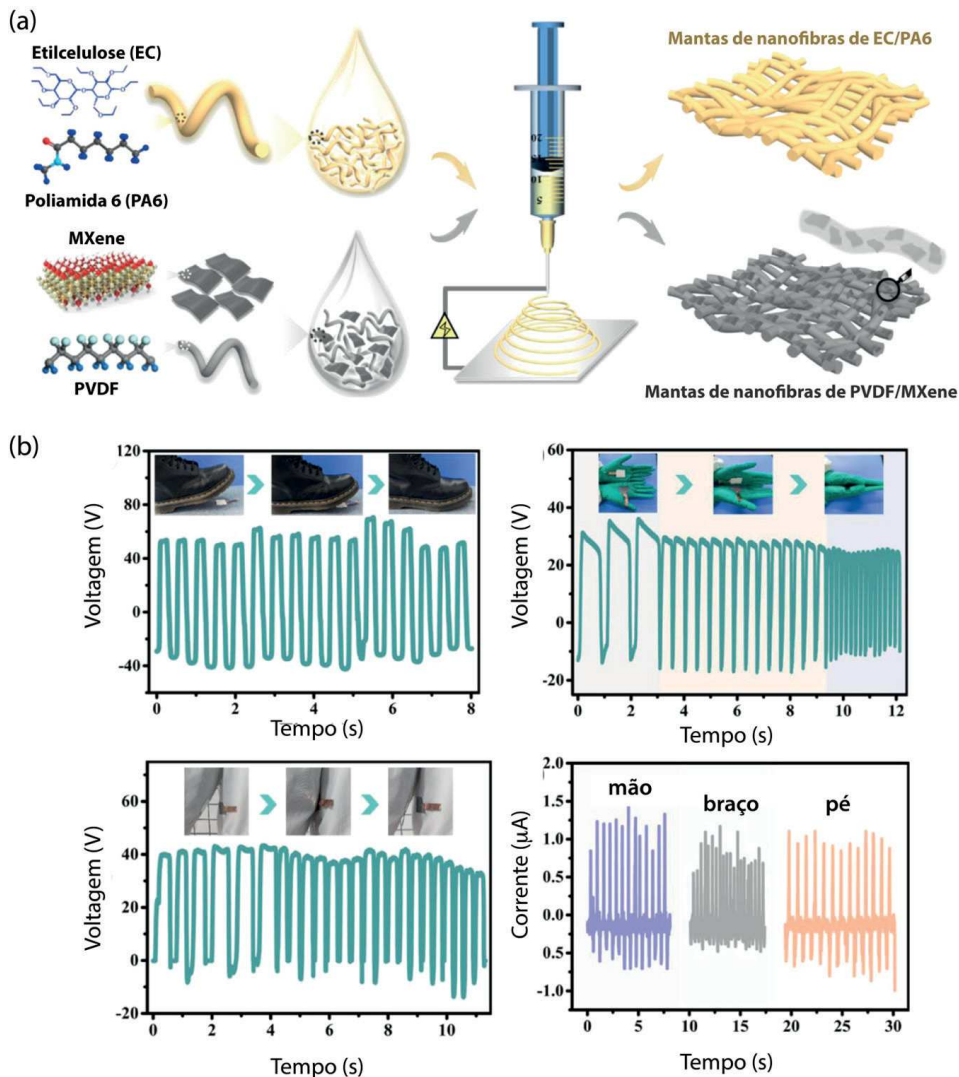 (a)
Etilcelulose (EC)
Poliamida 6 (PA6)
MXene
PVDF
20
10
5
Mantas de nanofibras de EC/PA6
Mantas de nanofibras de PVDF/MXene
(b)
Voltagem (V)
120
80
40
0
-40
0
2
4
6
8
Tempo (s)
Voltagem (V)
60
40
20
0
-20
0
2
4
6
8
10
12
Tempo (s)
Voltagem (V)
60
40
20
0
-20
0
2
4
6
8
10
Tempo (s)
Corrente (μA)
2.0
1.5
1.0
0.5
0.0
-0.5
-1.0
mão
braço
pé
0
5
10
15
20
25
30
Tempo (s)